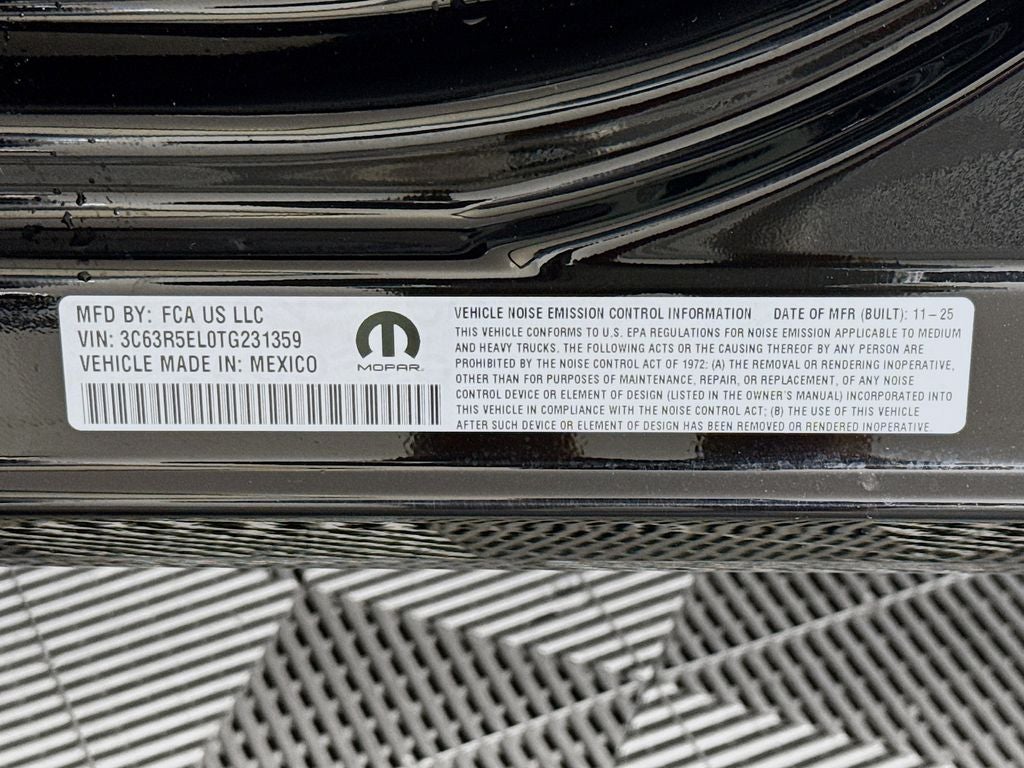 MFD BY: FCA US LLC
VIN: 3C63R5EL0TG231359
VEHICLE MADE IN: MEXICO
MOPAR
VEHICLE NOISE EMISSION CONTROL INFORMATION DATE OF MFR (BUILT): 11-25
THIS VEHICLE CONFORMS TO U.S. EPA REGULATIONS FOR NOISE EMISSION APPLICABLE TO MEDIUM
AND HEAVY TRUCKS. THE FOLLOWING ACTS OR THE CAUSING THEREOF BY ANY PERSON ARE
PROHIBITED BY THE NOISE CONTROL ACT OF 1972: (A) THE REMOVAL OR RENDERING INOPERATIVE,
OTHER THAN FOR PURPOSES OF MAINTENANCE, REPAIR, OR REPLACEMENT, OF ANY NOISE
CONTROL DEVICE OR ELEMENT OF DESIGN (LISTED IN THE OWNER'S MANUAL) INCORPORATED INTO
THIS VEHICLE IN COMPLIANCE WITH THE NOISE CONTROL ACT; (B) THE USE OF THIS VEHICLE
AFTER SUCH DEVICE OR ELEMENT OF DESIGN HAS BEEN REMOVED OR RENDERED INOPERATIVE.